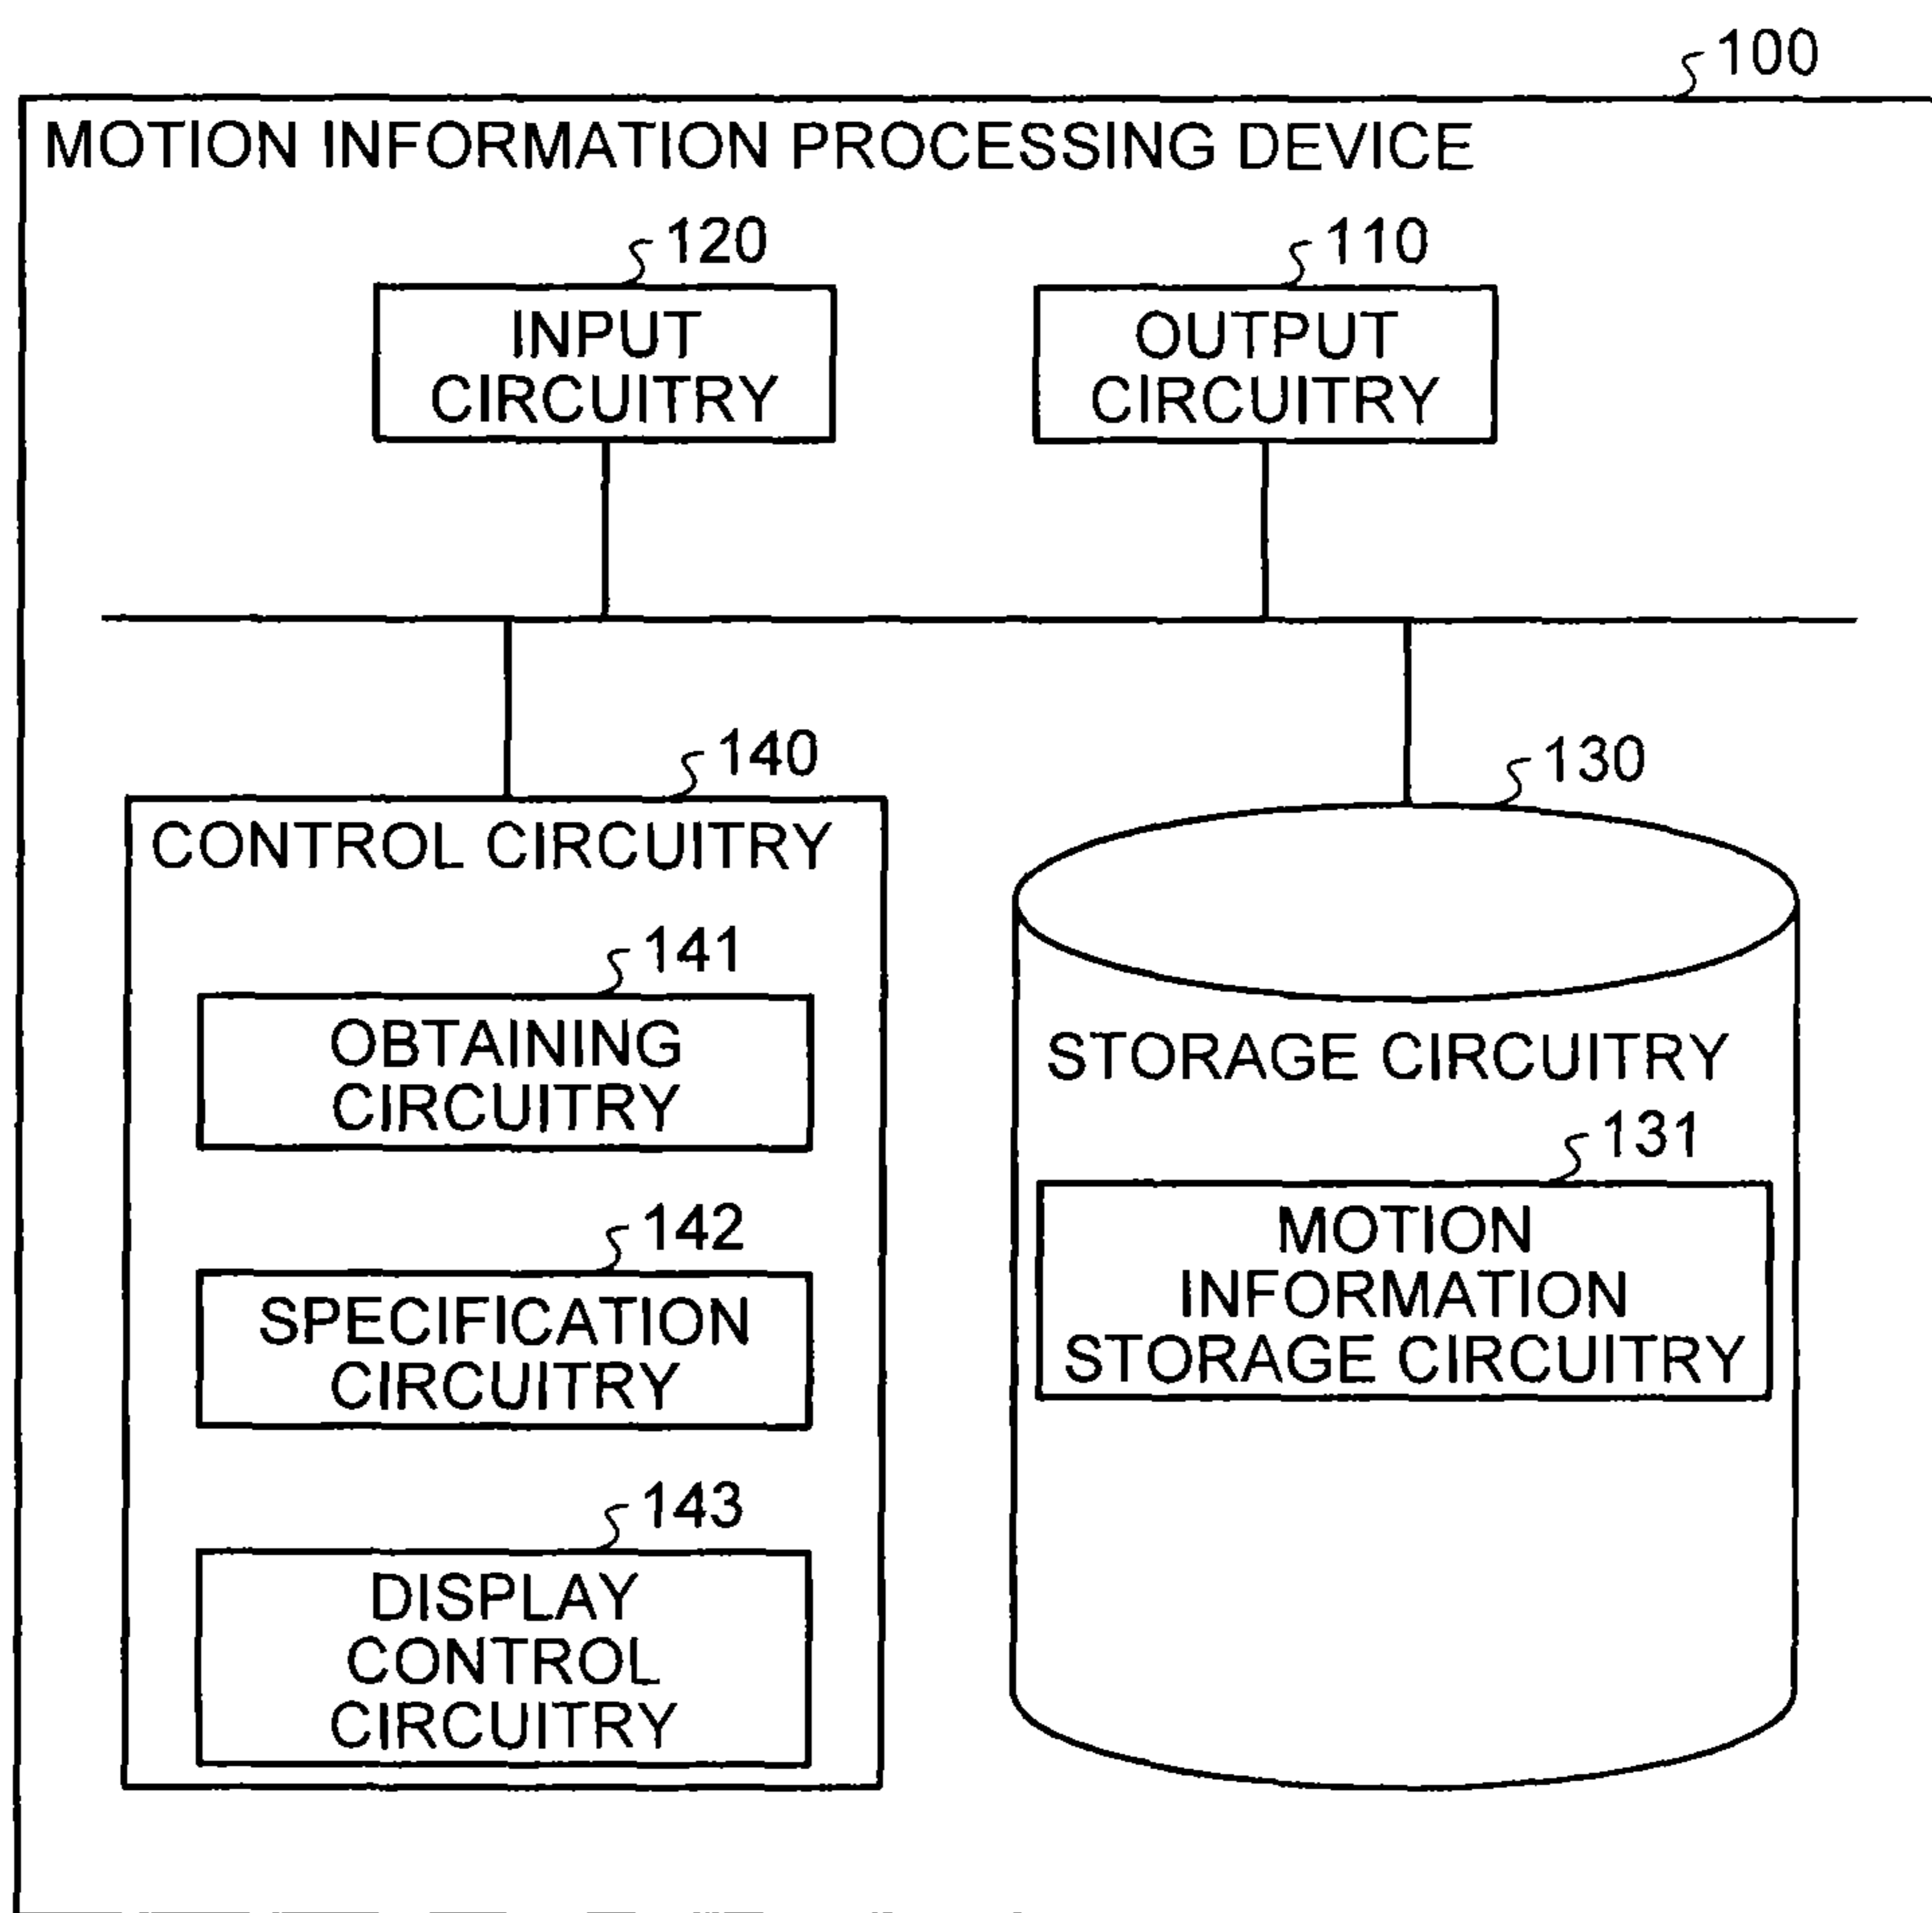 100
MOTION INFORMATION PROCESSING DEVICE
120
110
INPUT
CIRCUITRY
OUTPUT
CIRCUITRY
140
130
CONTROL CIRCUITRY
141
OBTAINING
CIRCUITRY
STORAGE CIRCUITRY
131
142
MOTION
INFORMATION
STORAGE CIRCUITRY
SPECIFICATION
CIRCUITRY
143
DISPLAY
CONTROL
CIRCUITRY